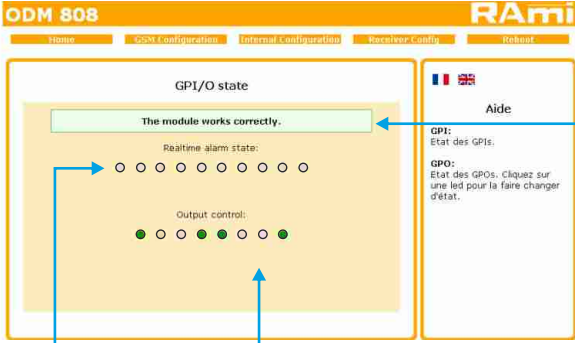 ODM 808
RAmi
Home GSM Configuration Internal Configuration Receiver Config Reboot
GPI/O state
The module works correctly.
Realtime alarm state:
Output control:
Aide
GPI:
Etat des GPIs.
GPO:
Etat des GPOs. Cliquez sur
une led pour la faire changer
d'état.